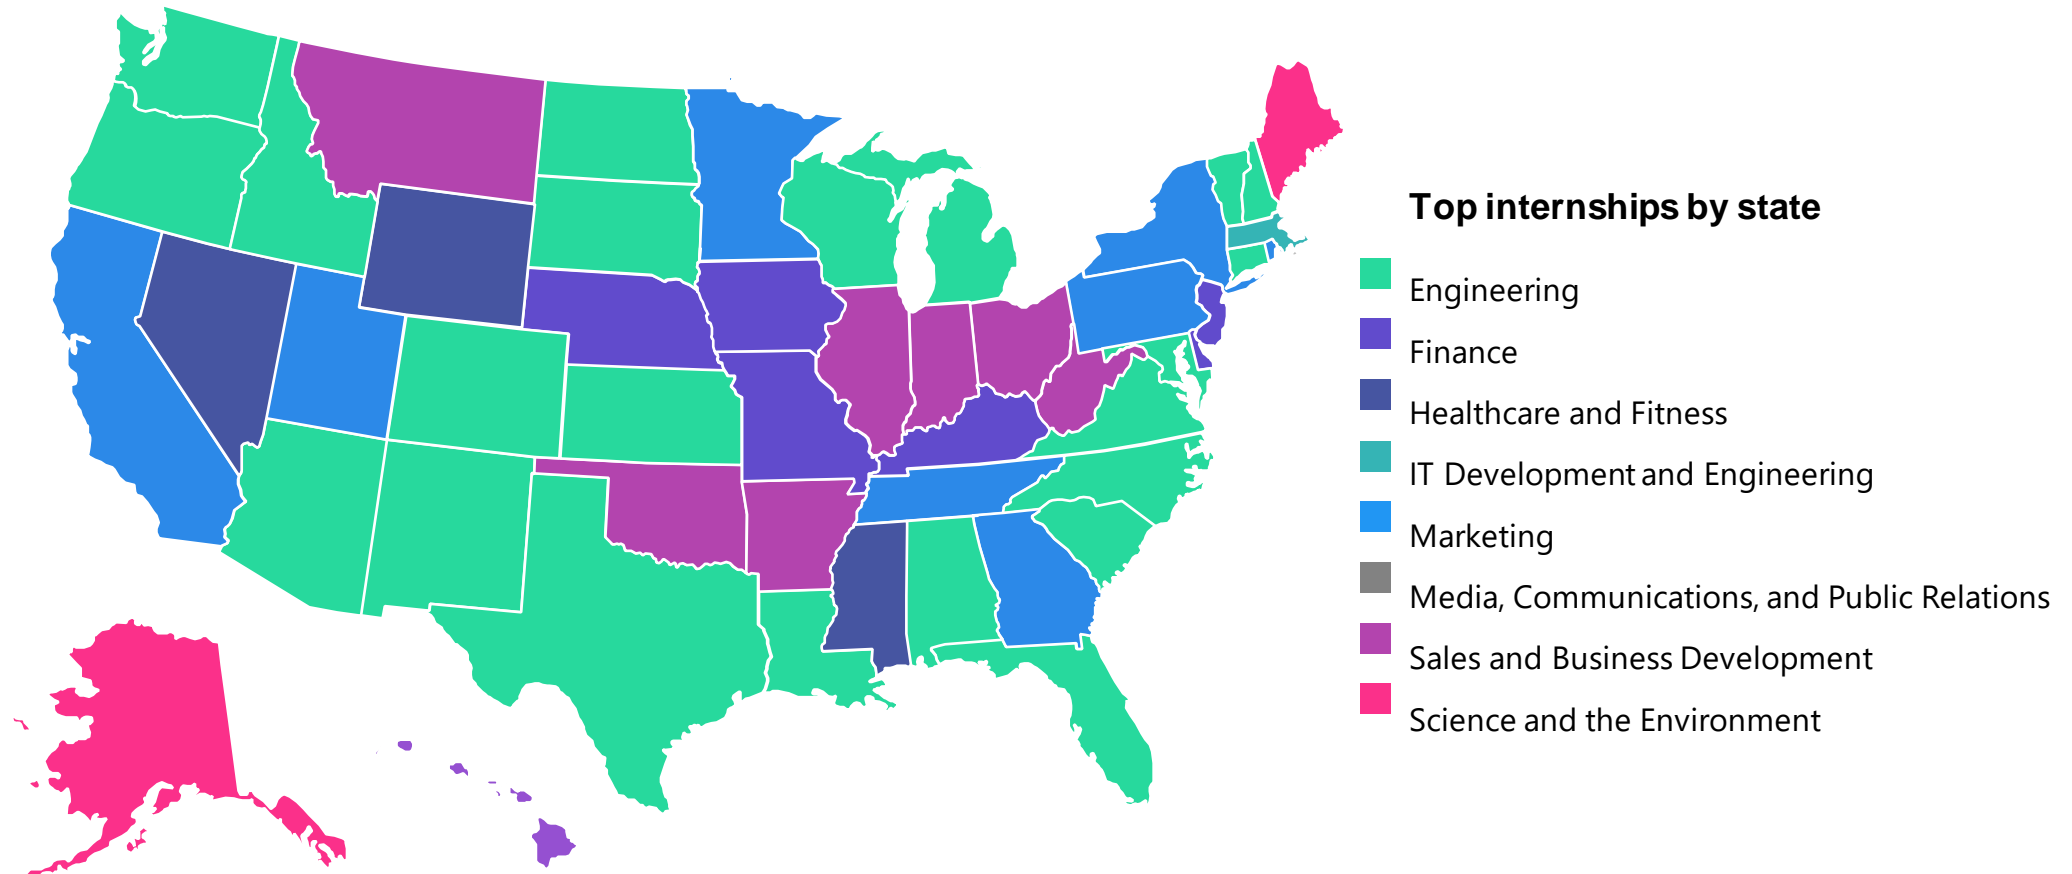 Top internships by state
Engineering
Finance
Healthcare and Fitness
IT Development and Engineering
Marketing
Media, Communications, and Public Relations
Sales and Business Development
Science and the Environment